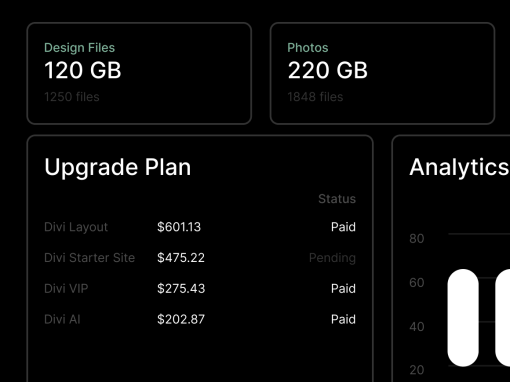 Design Files
120 GB
1250 files
Photos
220 GB
1848 files
Upgrade Plan
Status
Divi Layout $601.13 Paid
Divi Starter Site $475.22 Pending
Divi VIP $275.43 Paid
Divi AI $202.87 Paid
Analytics
80
60
40
20